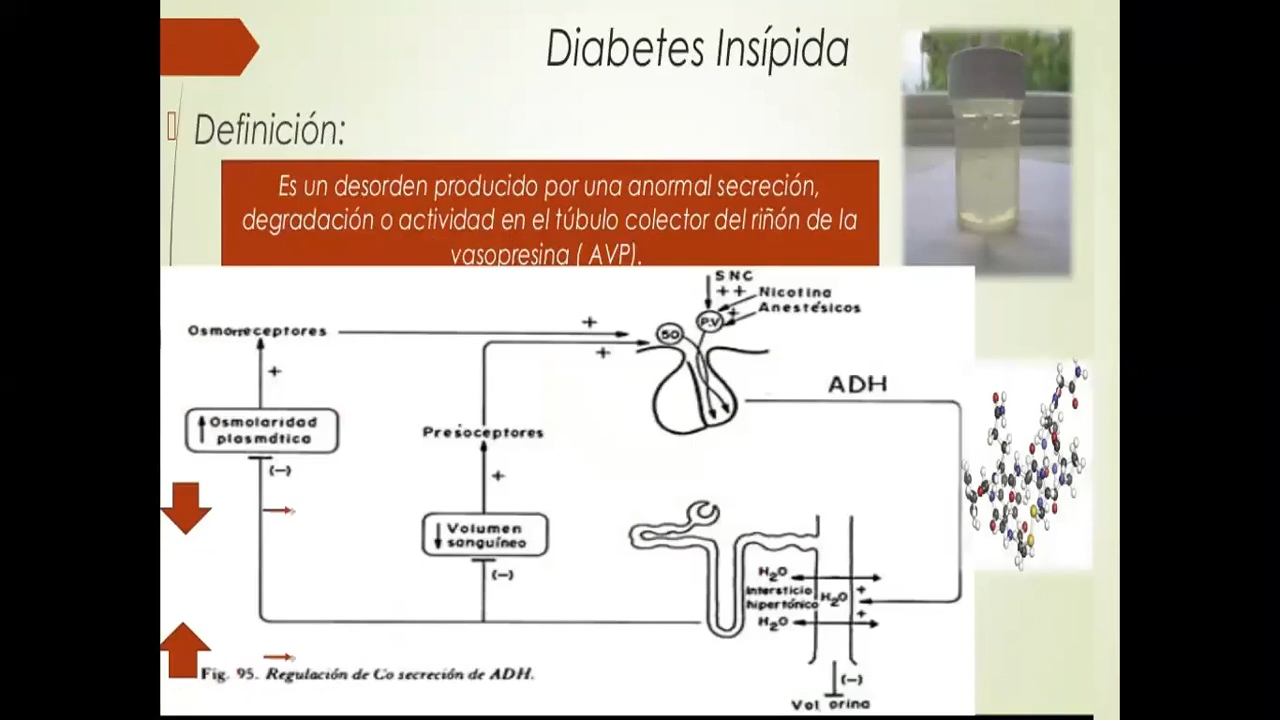 Diabetes Insípida
Definición:
Es un desorden producido por una anormal secreción,
degradación o actividad en el túbulo colector del riñón de la
vasopresina ( AVP).
SNC
++
Nicotina
+
Anestésicos
Osmorreceptores
+
SO
PV
+
+
ADH
Osmolaridad
plasmática
(-)
Presoceptores
+
Volumen
sanguíneo
(-)
H2O
Intersticio
hipertónico
H2O
H2O
+
+
(-)
Vol orina
Fig. 95. Regulación de Co secreción de ADH.